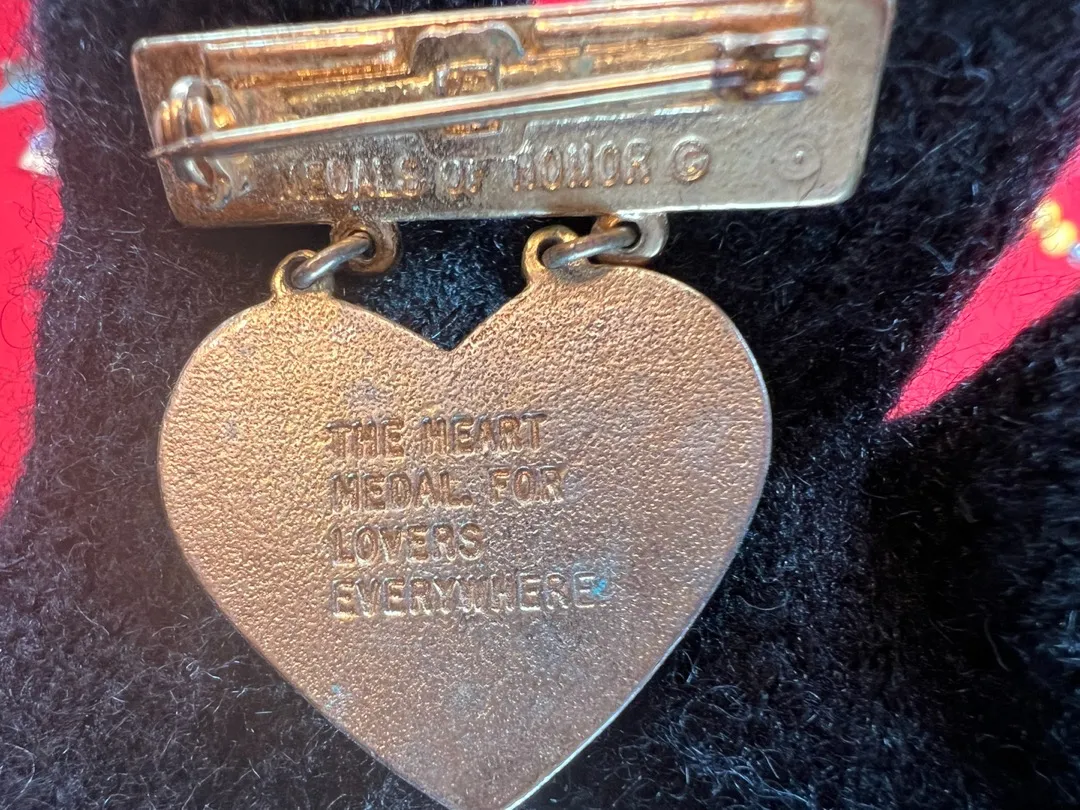 MEDALS OF HONOR ©
THE HEART
MEDAL. FOR
LOVERS
EVERYWHERE.